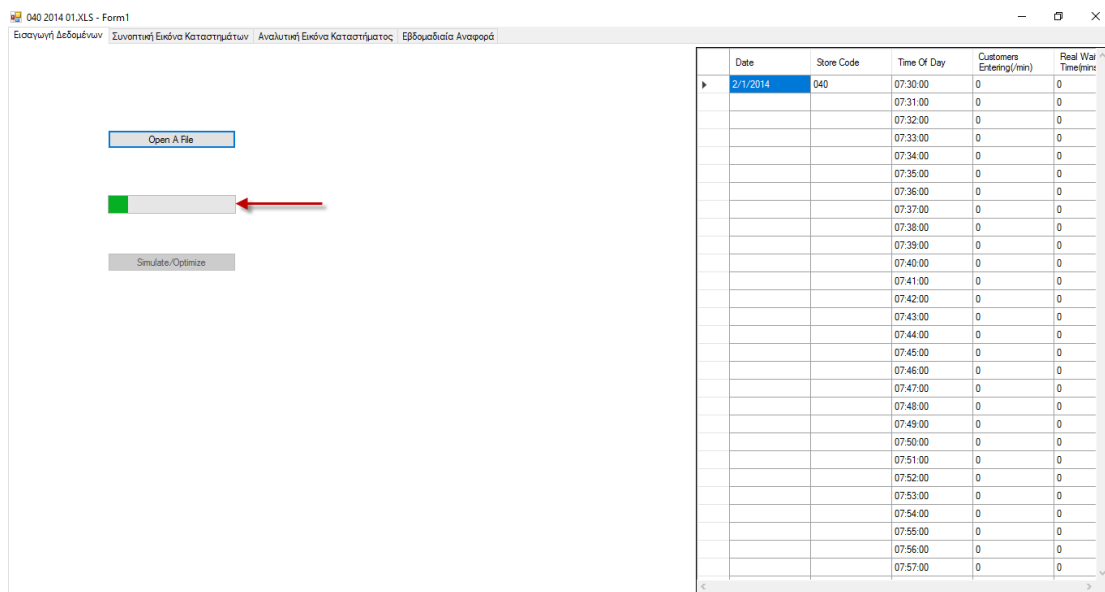 040 2014 01.XLS - Form1
Εισαγωγή Δεδομένων Συνοπτική Εικόνα Καταστημάτων Αναλυτική Εικόνα Καταστήματος Εβδομαδιαία Αναφορά
Open A File
Simulate/Optimize
Date Store Code Time Of Day Customers Entering(/min) Real Wai Time(mins
2/1/2014 040 07:30:00 0 0
07:31:00 0 0
07:32:00 0 0
07:33:00 0 0
07:34:00 0 0
07:35:00 0 0
07:36:00 0 0
07:37:00 0 0
07:38:00 0 0
07:39:00 0 0
07:40:00 0 0
07:41:00 0 0
07:42:00 0 0
07:43:00 0 0
07:44:00 0 0
07:45:00 0 0
07:46:00 0 0
07:47:00 0 0
07:48:00 0 0
07:49:00 0 0
07:50:00 0 0
07:51:00 0 0
07:52:00 0 0
07:53:00 0 0
07:54:00 0 0
07:55:00 0 0
07:56:00 0 0
07:57:00 0 0